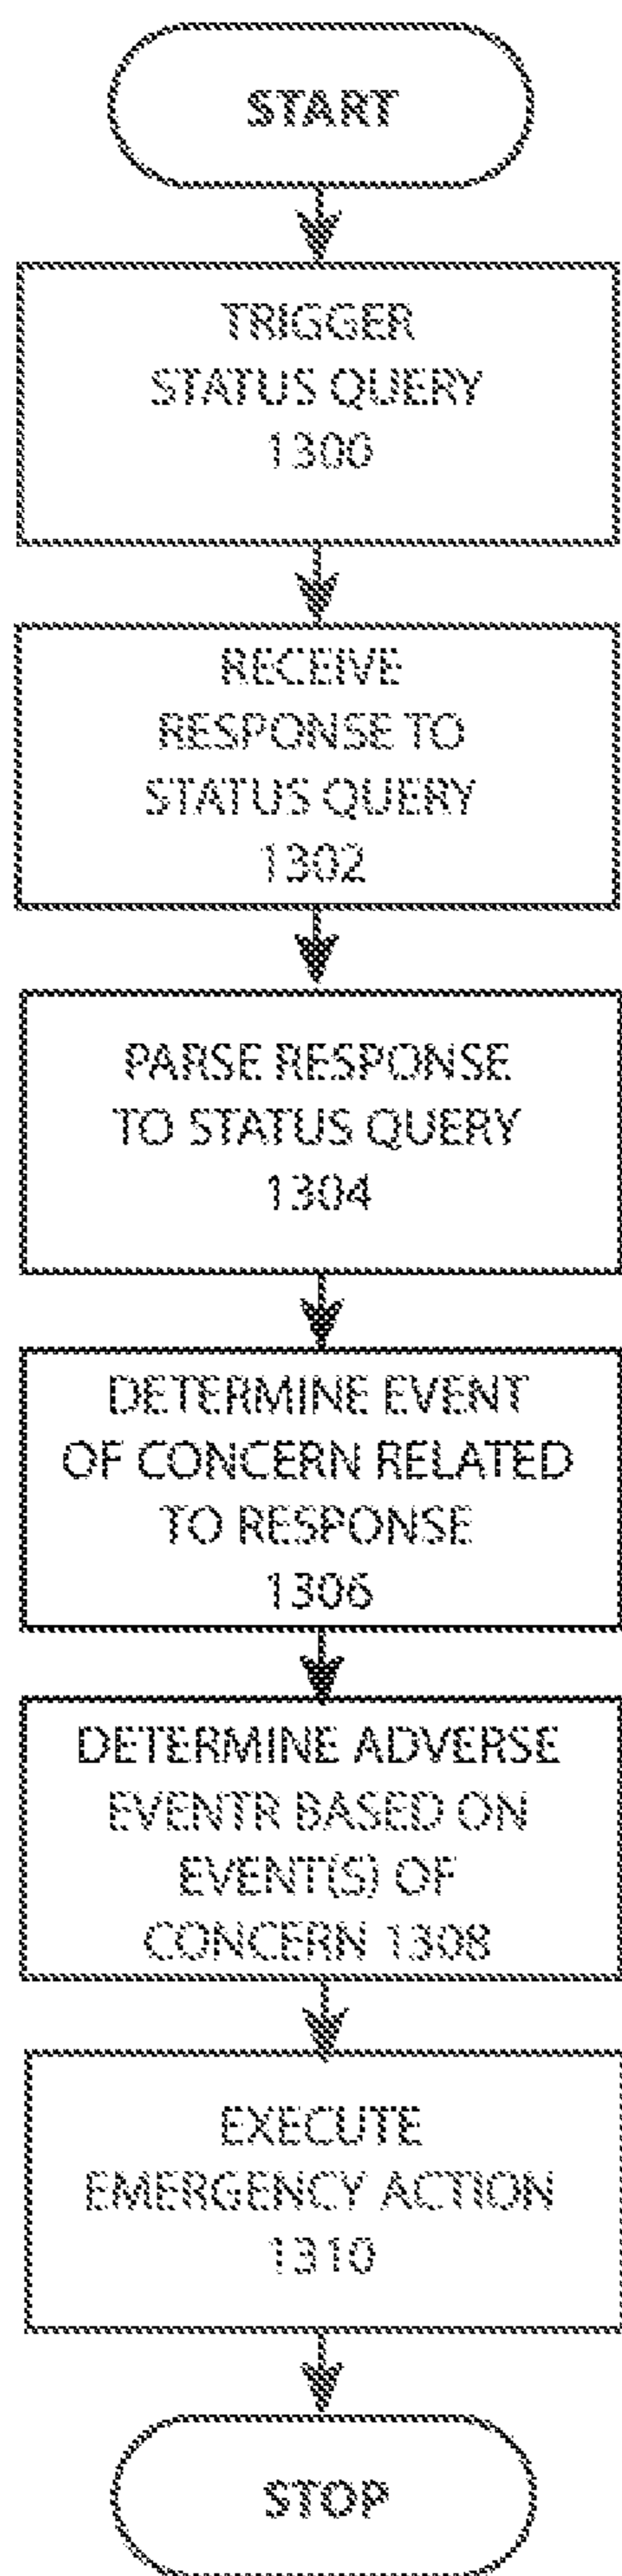 START
TRIGGER
STATUS QUERY
1300
RECEIVE
RESPONSE TO
STATUS QUERY
1302
PARSE RESPONSE
TO STATUS QUERY
1304
DETERMINE EVENT
OF CONCERN RELATED
TO RESPONSE
1306
DETERMINE ADVERSE
EVENTR BASED ON
EVENT(S) OF
CONCERN 1308
EXECUTE
EMERGENCY ACTION
1310
STOP